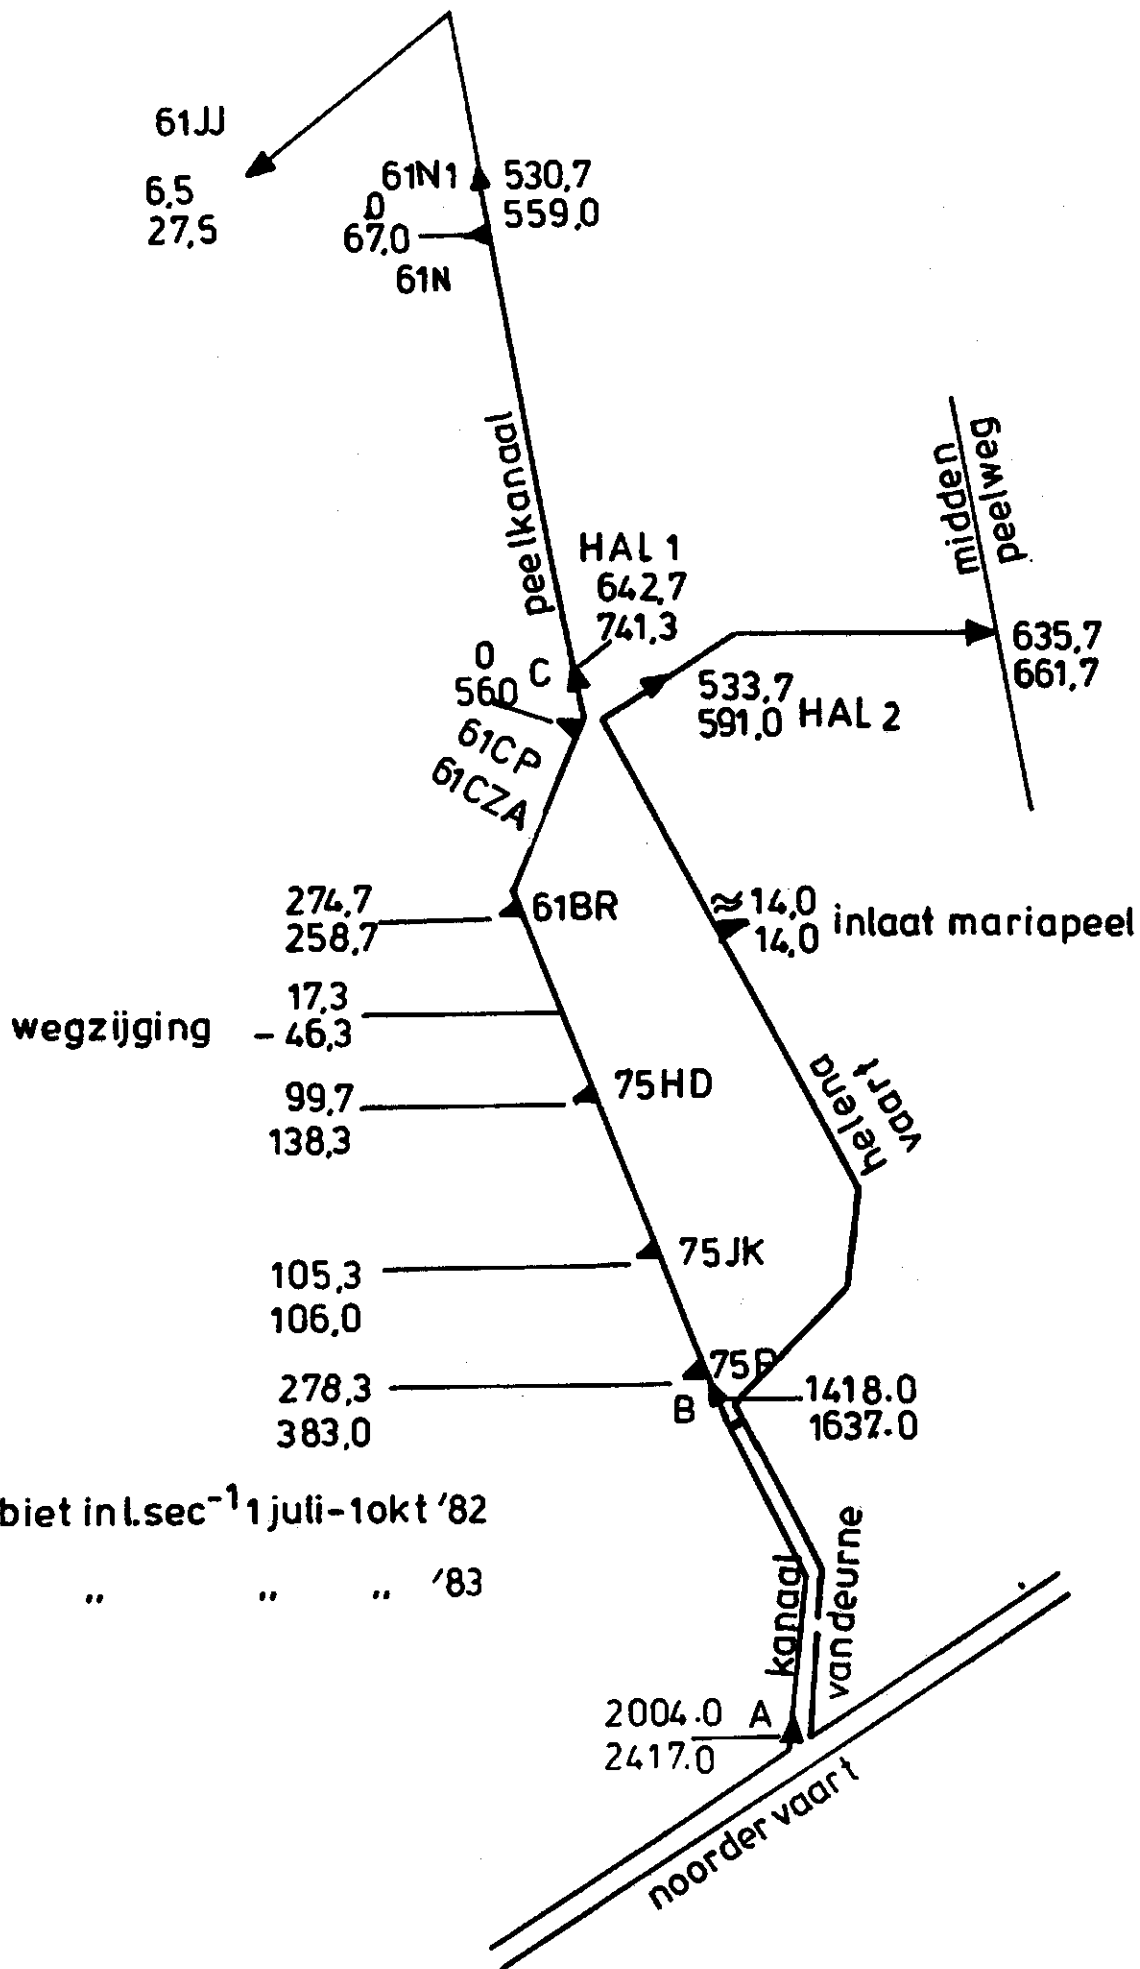 61JJ
6,5
27,5
61N1
0
67,0
61N
530,7
559,0
peelkanaal
midden
peelweg
HAL 1
642,7
741,3
C
0
560
61CP
61CZA
533,7
591,0 HAL 2
635,7
661,7
274,7
258,7
61BR
≈ 14,0
14,0
inlaat mariapeel
17,3
wegzijging - 46,3
99,7
138,3
75HD
helena
vaart
105,3
106,0
75JK
278,3
383,0
B
1418.0
1637.0
biet in l.sec⁻¹ 1 juli-1okt '82
,, ,, ,, '83
kanaal
van deurne
2004.0 A
2417.0
noorder vaart